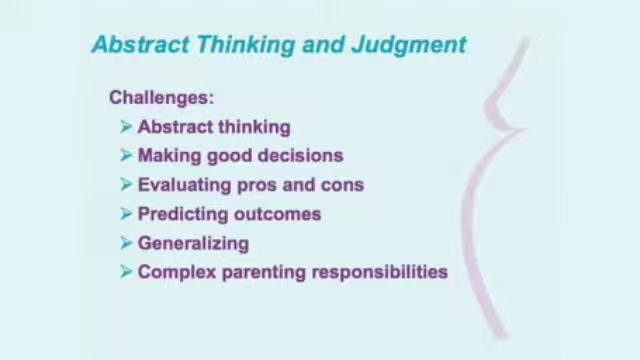 Abstract Thinking and Judgment
Challenges:
➢ Abstract thinking
➢ Making good decisions
➢ Evaluating pros and cons
➢ Predicting outcomes
➢ Generalizing
➢ Complex parenting responsibilities